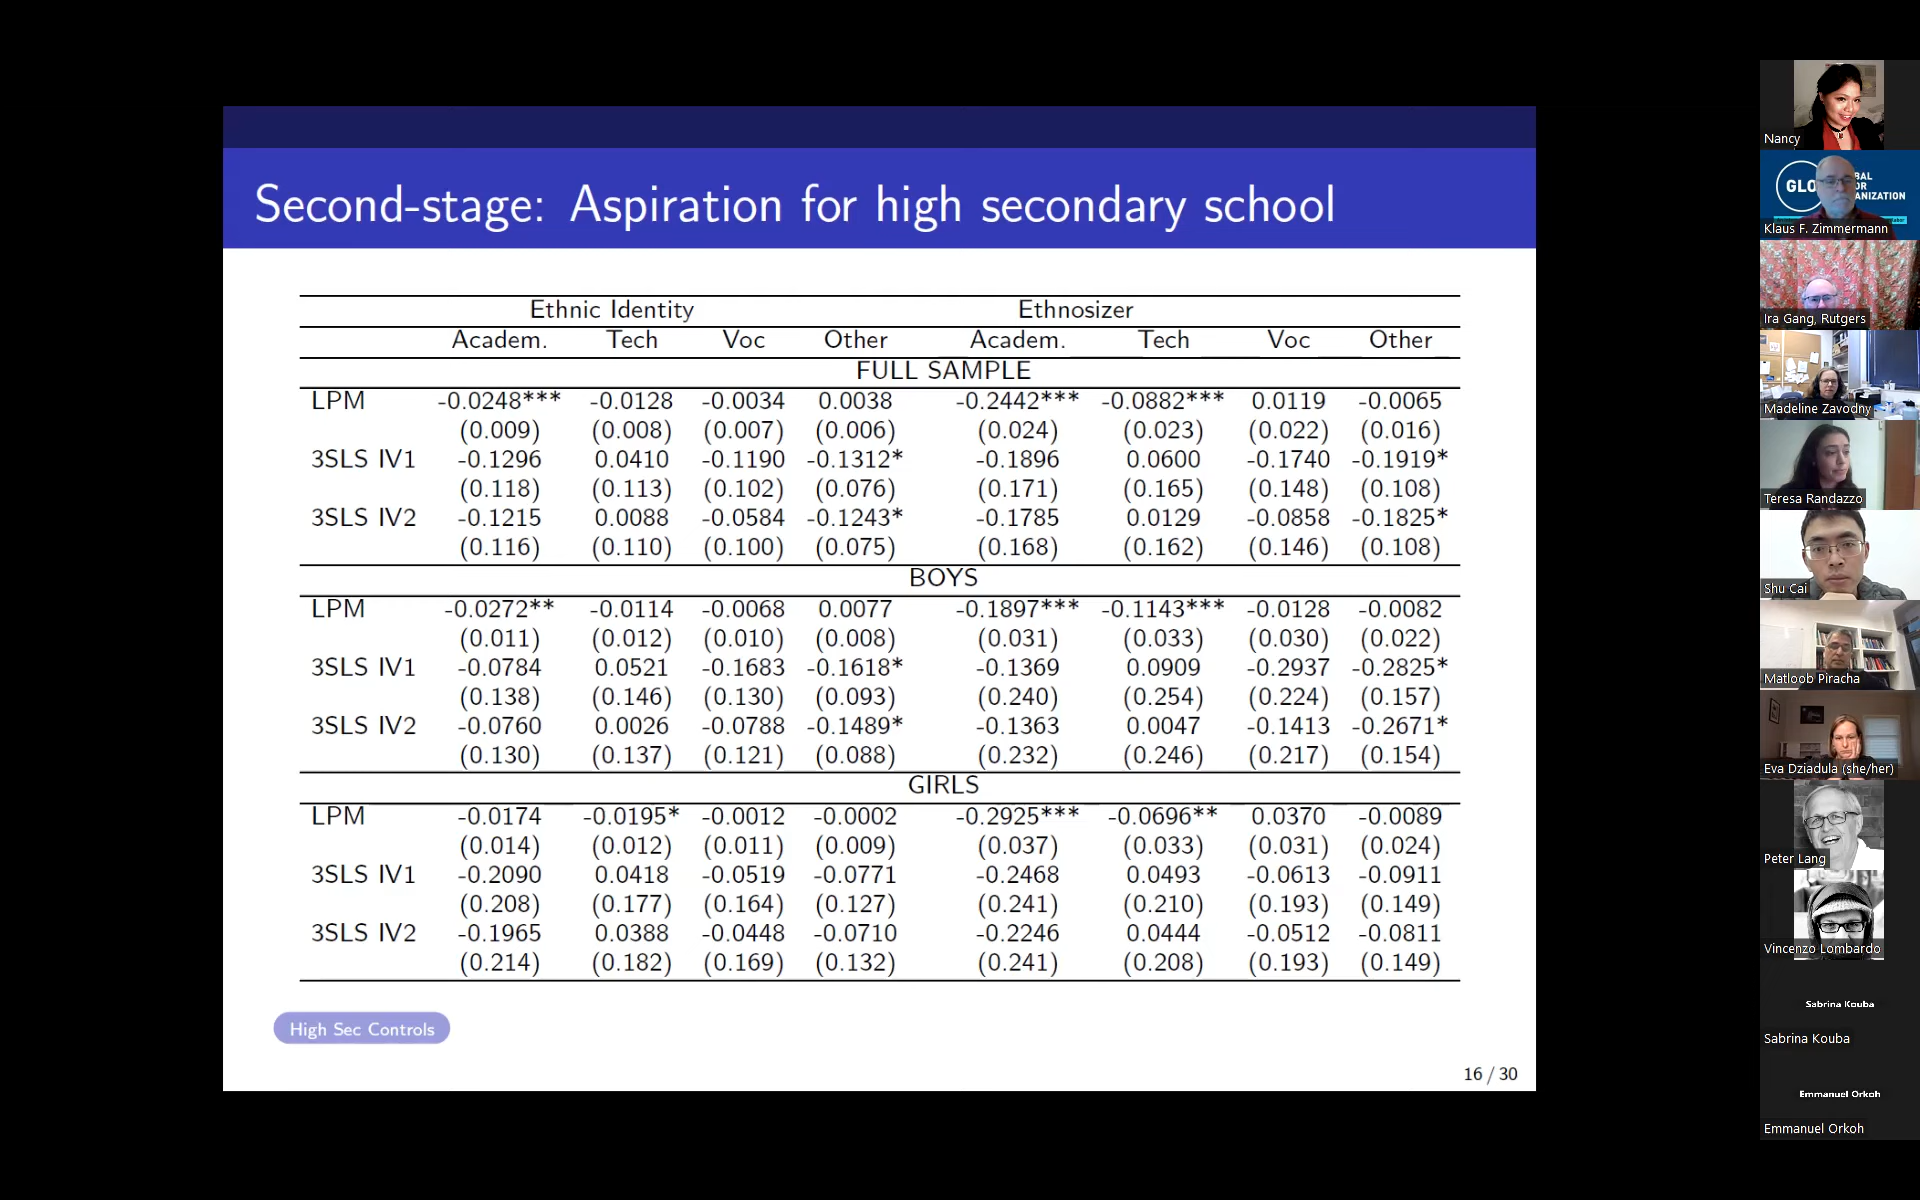 Second-stage: Aspiration for high secondary school
Ethnic Identity Ethnosizer
Academ. Tech Voc Other Academ. Tech Voc Other
FULL SAMPLE
LPM -0.0248*** -0.0128 -0.0034 0.0038 -0.2442*** -0.0882*** 0.0119 -0.0065
(0.009) (0.008) (0.007) (0.006) (0.024) (0.023) (0.022) (0.016)
3SLS IV1 -0.1296 0.0410 -0.1190 -0.1312* -0.1896 0.0600 -0.1740 -0.1919*
(0.118) (0.113) (0.102) (0.076) (0.171) (0.165) (0.148) (0.108)
3SLS IV2 -0.1215 0.0088 -0.0584 -0.1243* -0.1785 0.0129 -0.0858 -0.1825*
(0.116) (0.110) (0.100) (0.075) (0.168) (0.162) (0.146) (0.108)
BOYS
LPM -0.0272** -0.0114 -0.0068 0.0077 -0.1897*** -0.1143*** -0.0128 -0.0082
(0.011) (0.012) (0.010) (0.008) (0.031) (0.033) (0.030) (0.022)
3SLS IV1 -0.0784 0.0521 -0.1683 -0.1618* -0.1369 0.0909 -0.2937 -0.2825*
(0.138) (0.146) (0.130) (0.093) (0.240) (0.254) (0.224) (0.157)
3SLS IV2 -0.0760 0.0026 -0.0788 -0.1489* -0.1363 0.0047 -0.1413 -0.2671*
(0.130) (0.137) (0.121) (0.088) (0.232) (0.246) (0.217) (0.154)
GIRLS
LPM -0.0174 -0.0195* -0.0012 -0.0002 -0.2925*** -0.0696** 0.0370 -0.0089
(0.014) (0.012) (0.011) (0.009) (0.037) (0.033) (0.031) (0.024)
3SLS IV1 -0.2090 0.0418 -0.0519 -0.0771 -0.2468 0.0493 -0.0613 -0.0911
(0.208) (0.177) (0.164) (0.127) (0.241) (0.210) (0.193) (0.149)
3SLS IV2 -0.1965 0.0388 -0.0448 -0.0710 -0.2246 0.0444 -0.0512 -0.0811
(0.214) (0.182) (0.169) (0.132) (0.241) (0.208) (0.193) (0.149)
High Sec Controls
16 / 30
Nancy
GLO
Klaus F. Zimmermann
Ira Gang, Rutgers
Madeline Zavodny
Teresa Randazzo
Shu Cai
Matloob Piracha
Eva Dziadula (she/her)
Peter Lang
Vincenzo Lombardo
Sabrina Kouba
Sabrina Kouba
Emmanuel Orkoh
Emmanuel Orkoh